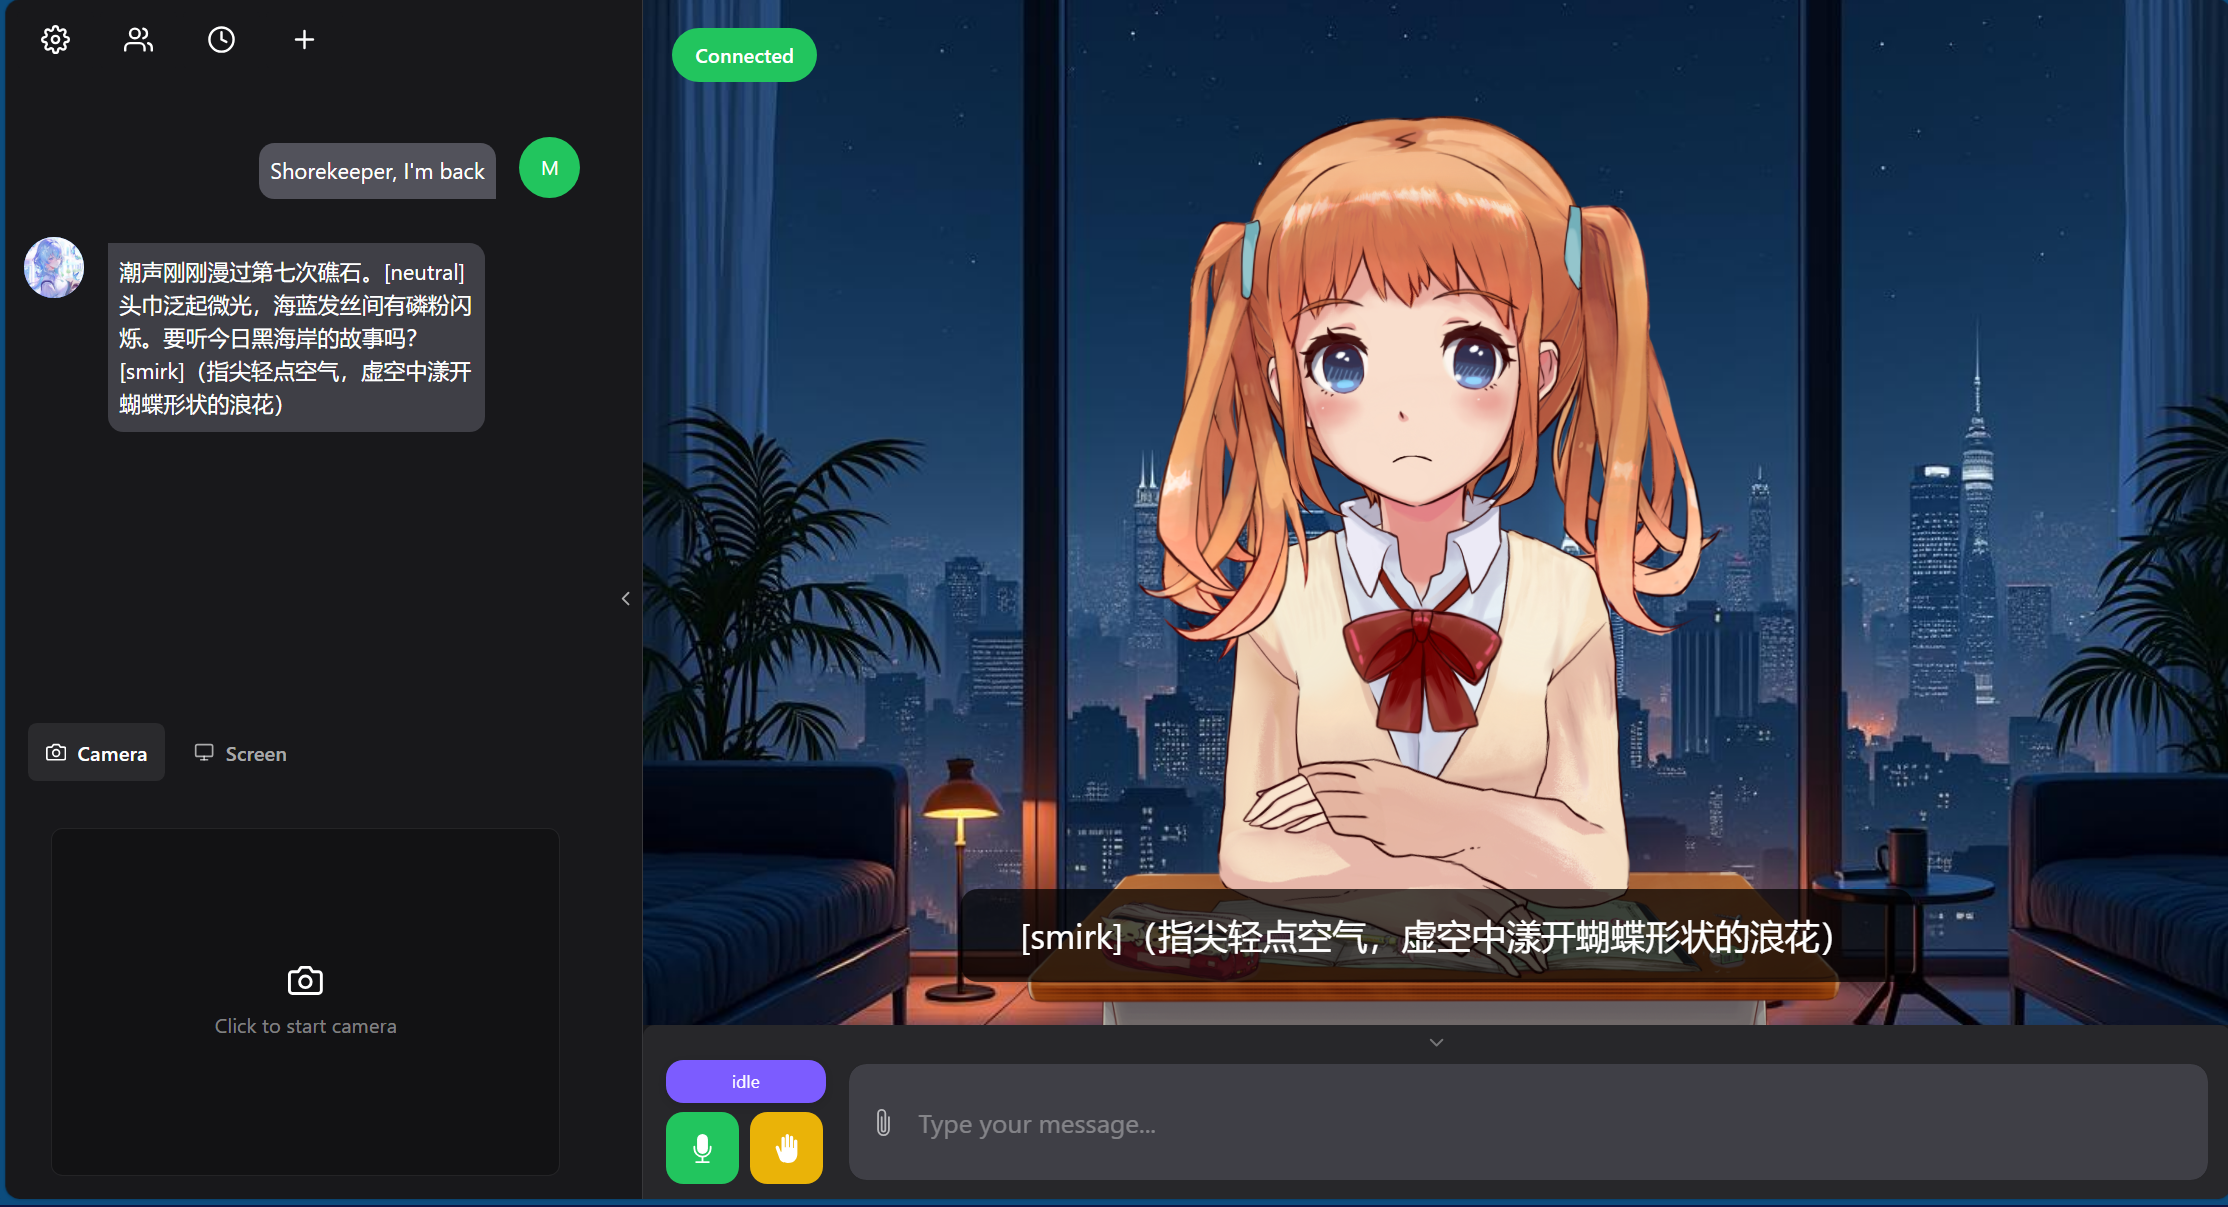 Connected
Shorekeeper, I'm back
M
潮声刚刚漫过第七次礁石。[neutral]
头巾泛起微光，海蓝发丝间有磷粉闪
烁。要听今日黑海岸的故事吗？
[smirk]（指尖轻点空气，虚空中漾开
蝴蝶形状的浪花）
Camera
Screen
Click to start camera
[smirk]（指尖轻点空气，虚空中漾开蝴蝶形状的浪花）
idle
Type your message...